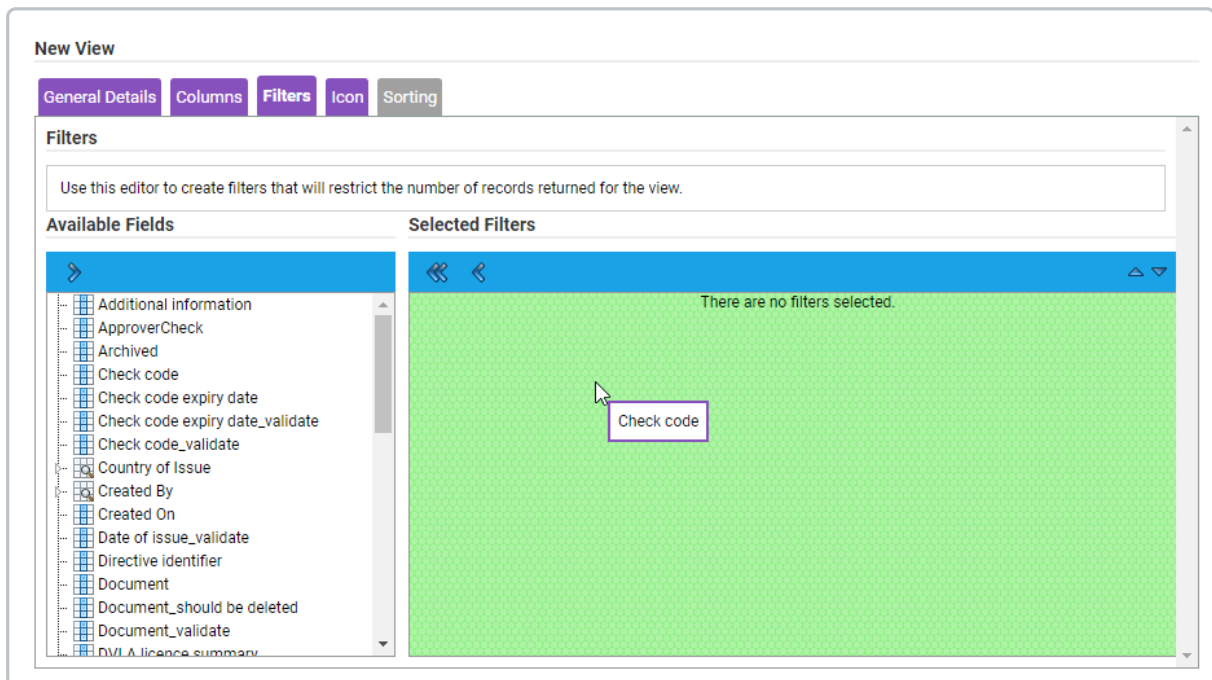 New View
General Details Columns Filters Icon Sorting
Filters
Use this editor to create filters that will restrict the number of records returned for the view.
Available Fields
Selected Filters
There are no filters selected.
Additional information
ApproverCheck
Archived
Check code
Check code expiry date
Check code expiry date_validate
Check code_validate
Country of Issue
Created By
Created On
Date of issue_validate
Directive identifier
Document
Document_should be deleted
Document_validate
DVLA licence summary
Check code